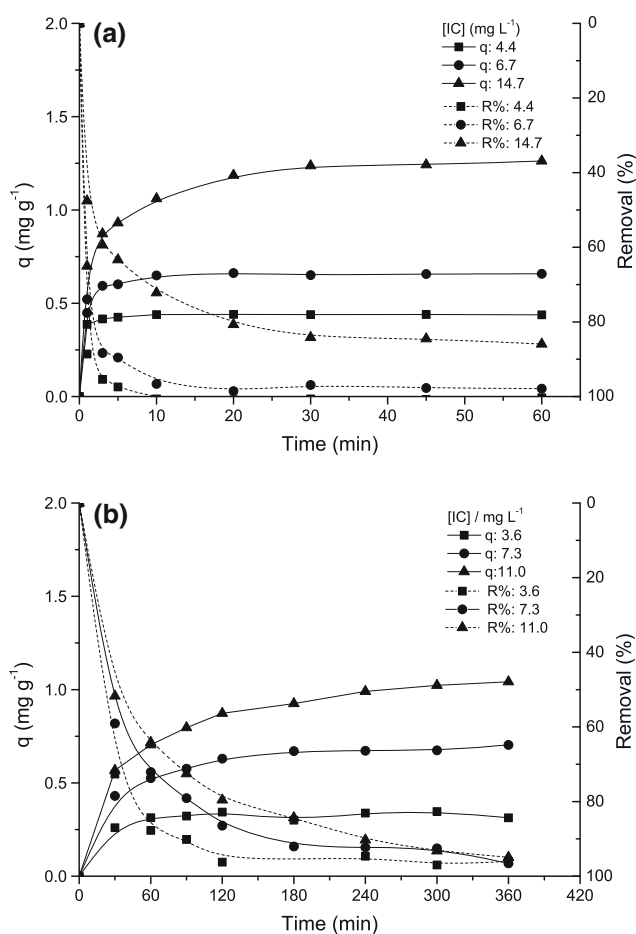 (a)
[IC] (mg L⁻¹)
q: 4.4
q: 6.7
q: 14.7
R%: 4.4
R%: 6.7
R%: 14.7
2.0
1.5
1.0
0.5
0.0
q (mg g⁻¹)
0
20
40
60
80
100
Removal (%)
0 10 20 30 40 50 60
Time (min)
(b)
[IC] / mg L⁻¹
q: 3.6
q: 7.3
q:11.0
R%: 3.6
R%: 7.3
R%: 11.0
2.0
1.5
1.0
0.5
0.0
q (mg g⁻¹)
0
20
40
60
80
100
Removal (%)
0 60 120 180 240 300 360 420
Time (min)